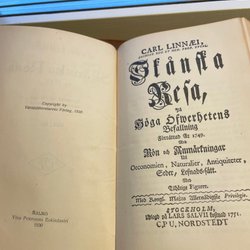 Copyright by
MALMÖ
1920
CARL LINNÆI,
Skånska
Resa,
på
Höga Öfwerhetens
Befallning
Förrättad År 1749.
Med
Rön och Anmärkningar
Uti
Oeconomien, Naturalier, Antiquiteter,
Seder, Lefnads-sätt.
Med
Tilhörige Figurer.
Med Kongl. Maj:ts Allernådigste Privilegio.
STOCKHOLM,
Uplagd på LARS SALVII kostnad 1751.
C, P U, NORDSTEDT